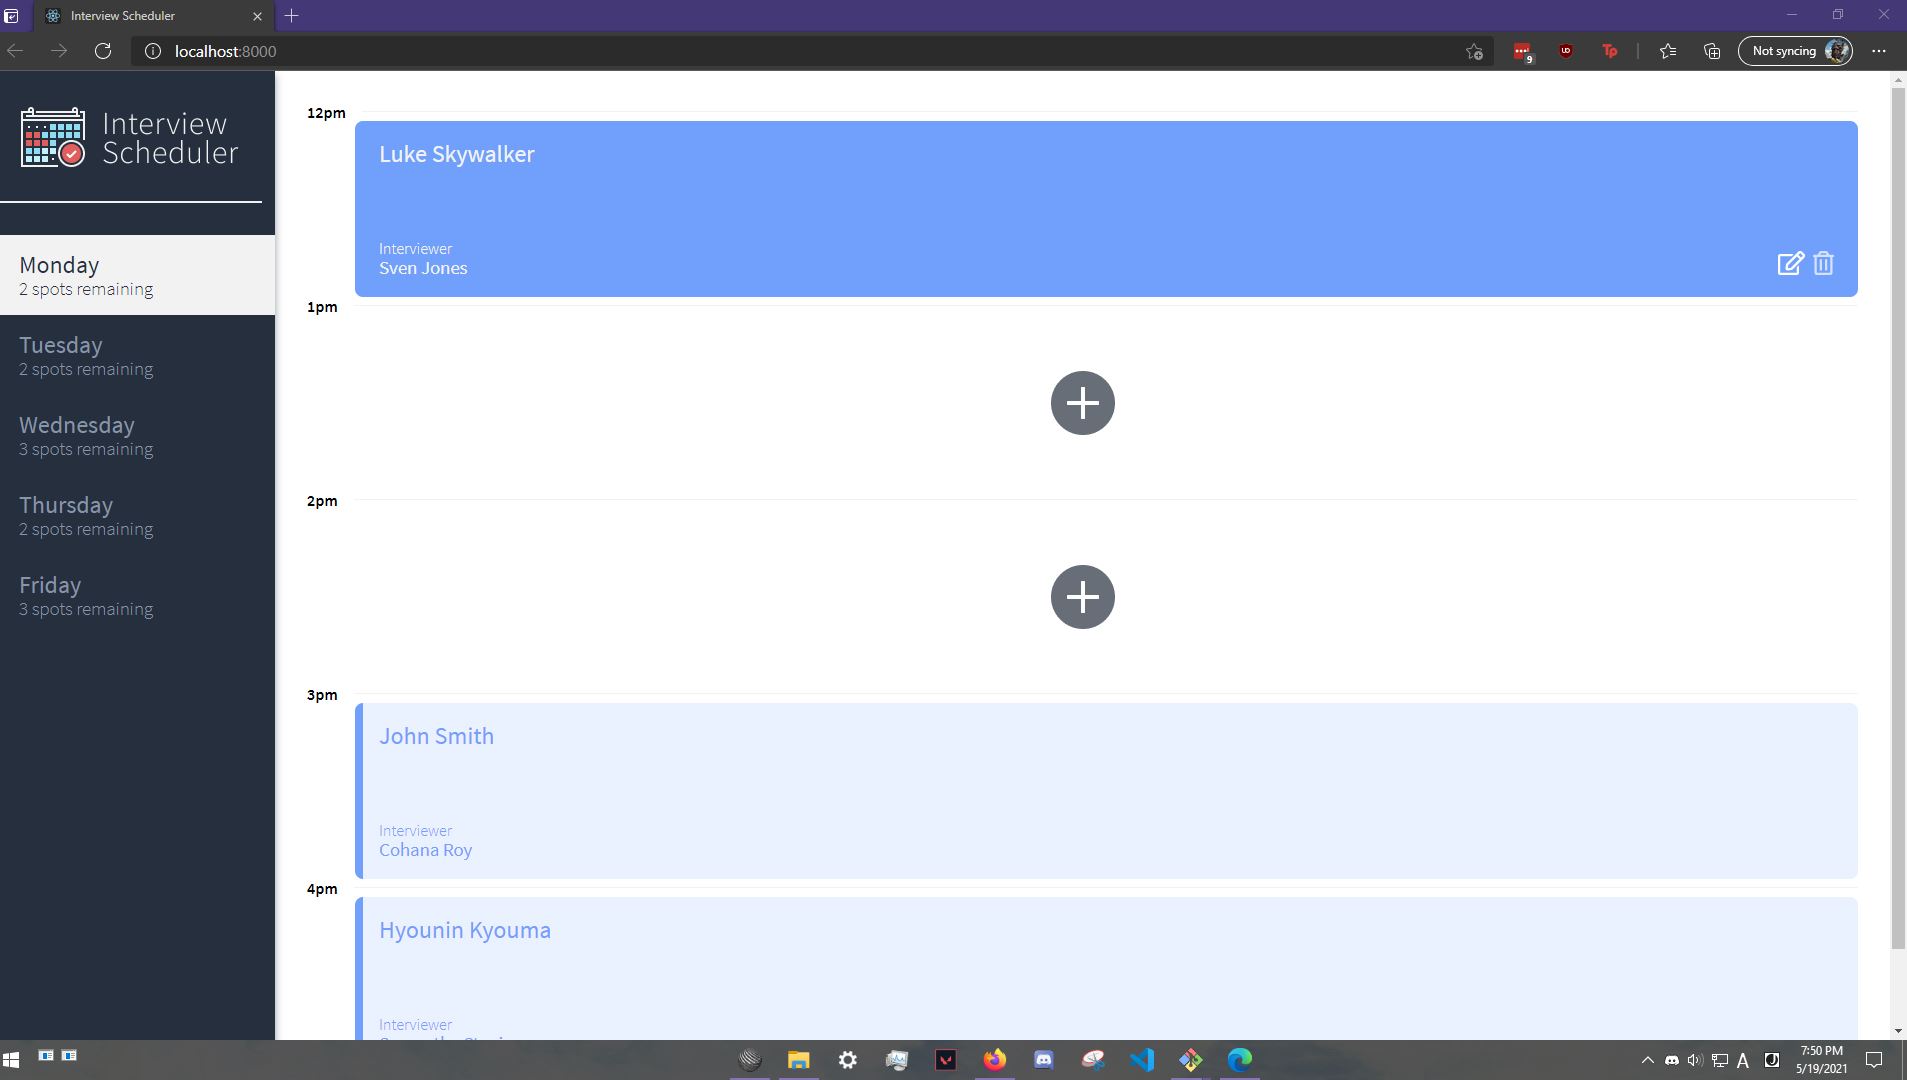 Interview Scheduler
localhost:8000
9
Not syncing
Interview
Scheduler
Monday
2 spots remaining
Tuesday
2 spots remaining
Wednesday
3 spots remaining
Thursday
2 spots remaining
Friday
3 spots remaining
12pm
Luke Skywalker
Interviewer
Sven Jones
1pm
2pm
3pm
John Smith
Interviewer
Cohana Roy
4pm
Hyounin Kyouma
Interviewer
A
7:50 PM
5/19/2021